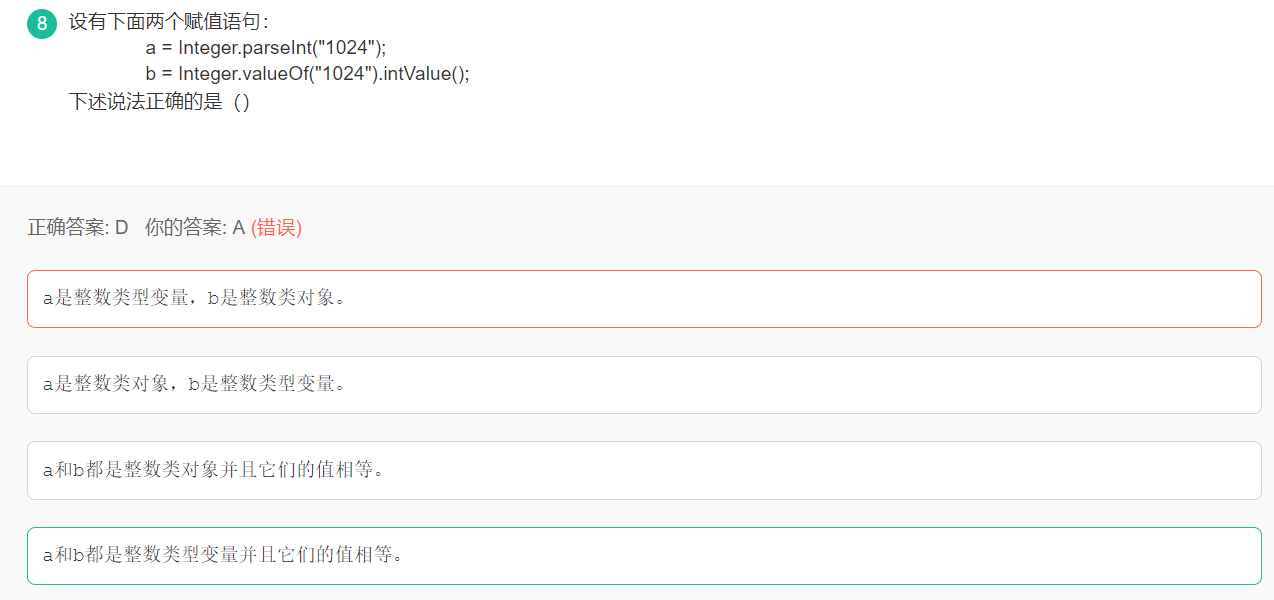 8 设有下面两个赋值语句：
a = Integer.parseInt("1024");
b = Integer.valueOf("1024").intValue();
下述说法正确的是（）
正确答案: D 你的答案: A (错误)
a是整数类型变量，b是整数类对象。
a是整数类对象，b是整数类型变量。
a和b都是整数类对象并且它们的值相等。
a和b都是整数类型变量并且它们的值相等。